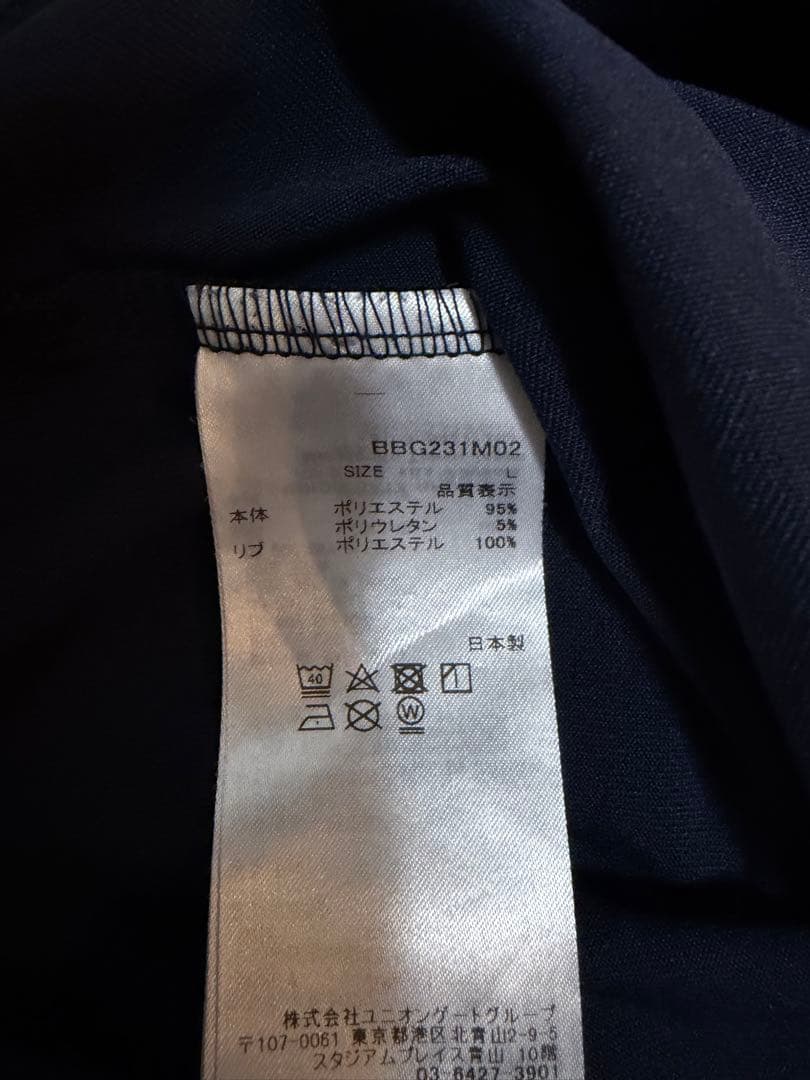 BBG231M02
SIZE L
品質表示
本体 ポリエステル 95%
ポリウレタン 5%
リブ ポリエステル 100%
日本製
40
W
株式会社ユニオンゲートグループ
〒107-0061 東京都港区北青山2-9-5
スタジアムプレイス青山 10階
03 6427 3901